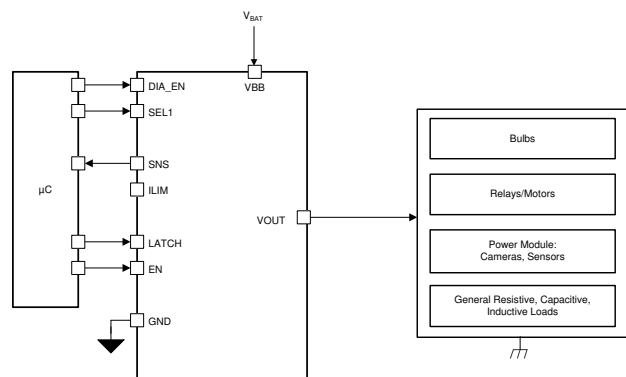 VBAT
DIA_EN
VBB
SEL1
Bulbs
SNS
µC
ILIM
Relays/Motors
VOUT
LATCH
Power Module:
Cameras, Sensors
EN
General Resistive, Capacitive,
Inductive Loads
GND